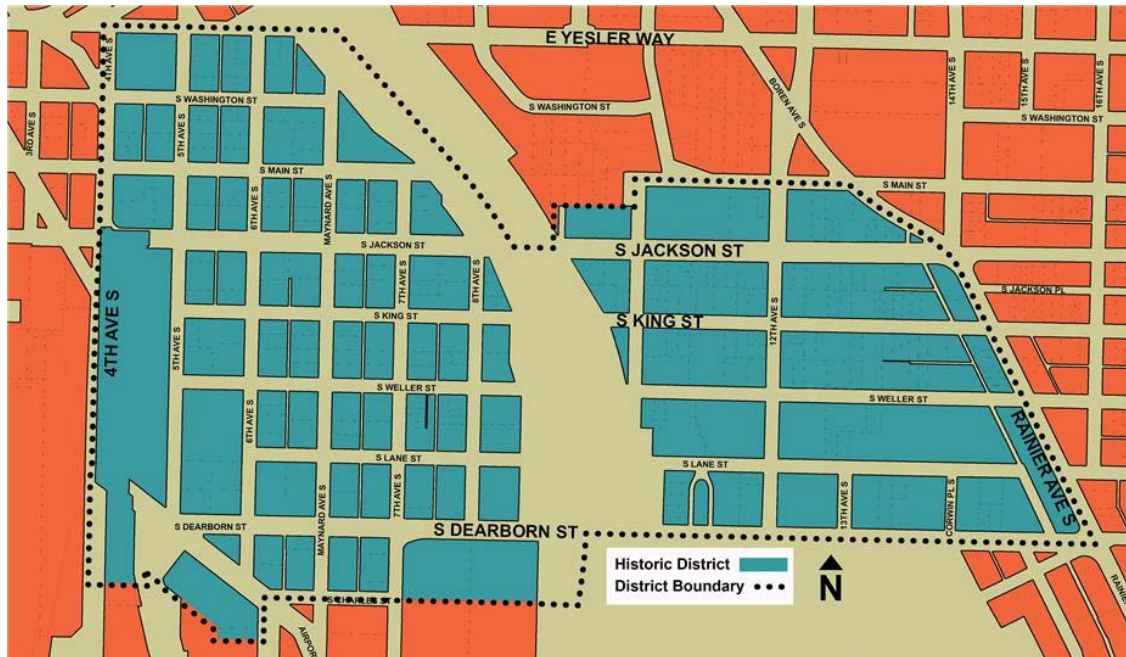 E YESLER WAY
4TH AVE S
S WASHINGTON ST
S WASHINGTON ST
BOREN AVE S
14TH AVE S
15TH AVE S
16TH AVE S
S WASHINGTON ST
3RD AVE S
5TH AVE S
S MAIN ST
S MAIN ST
6TH AVE S
MAYNARD AVE S
S JACKSON ST
S JACKSON ST
7TH AVE S
8TH AVE S
S JACKSON PL
4TH AVE S
5TH AVE S
S KING ST
S KING ST
12TH AVE S
S WELLER ST
S WELLER ST
6TH AVE S
RAINIER AVE S
S LANE ST
S LANE ST
MAYNARD AVE S
7TH AVE S
13TH AVE S
CORWIN PL S
S DEARBORN ST
S DEARBORN ST
Historic District
District Boundary
N
S CHARLES ST